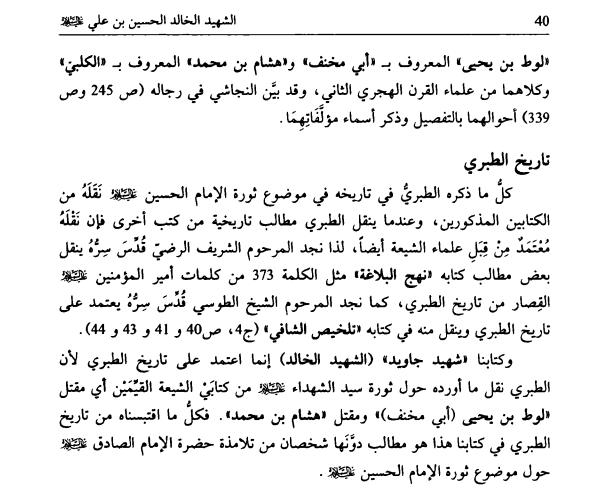 40 الشهيد الخالد الحسين بن علي عليه السلام
«لوط بن يحيى» المعروف بـ «أبي مخنف» و«هشام بن محمد» المعروف بـ «الكلبيّ»
وكلاهما من علماء القرن الهجري الثاني، وقد بيَّن النجاشي في رجاله (ص 245 وص
339) أحوالهما بالتفصيل وذكر أسماء مؤلَّفَاتِهِمَا.
تاريخ الطبري
كلُّ ما ذكره الطبريُّ في تاريخه في موضوع ثورة الإمام الحسين عليه السلام نَقَلَهُ من
الكتابين المذكورين، وعندما ينقل الطبري مطالب تاريخية من كتب أخرى فإن نَقْلَهُ
مُعْتَمَدٌ مِنْ قِبَلِ علماء الشيعة أيضاً، لذا نجد المرحوم الشريف الرضيّ قُدِّسَ سِرُّهُ ينقل
بعض مطالب كتابه «نهج البلاغة» مثل الكلمة 373 من كلمات أمير المؤمنين عليه السلام
القِصار من تاريخ الطبري، كما نجد المرحوم الشيخ الطوسي قُدِّسَ سِرُّهُ يعتمد على
تاريخ الطبري وينقل منه في كتابه «تلخيص الشافي» (ج4، ص40 و 41 و 43 و 44).
وكتابنا «شهيد جاويد» (الشهيد الخالد) إنما اعتمد على تاريخ الطبري لأن
الطبري نقل ما أورده حول ثورة سيد الشهداء عليه السلام من كتابَيْ الشيعة القيِّمَيْن أي مقتل
«لوط بن يحيى (أبي مخنف)» ومقتل «هشام بن محمد». فكلُّ ما اقتبسناه من تاريخ
الطبري في كتابنا هذا هو مطالب دوَّنَها شخصان من تلامذة حضرة الإمام الصادق عليه السلام
حول موضوع ثورة الإمام الحسين عليه السلام.